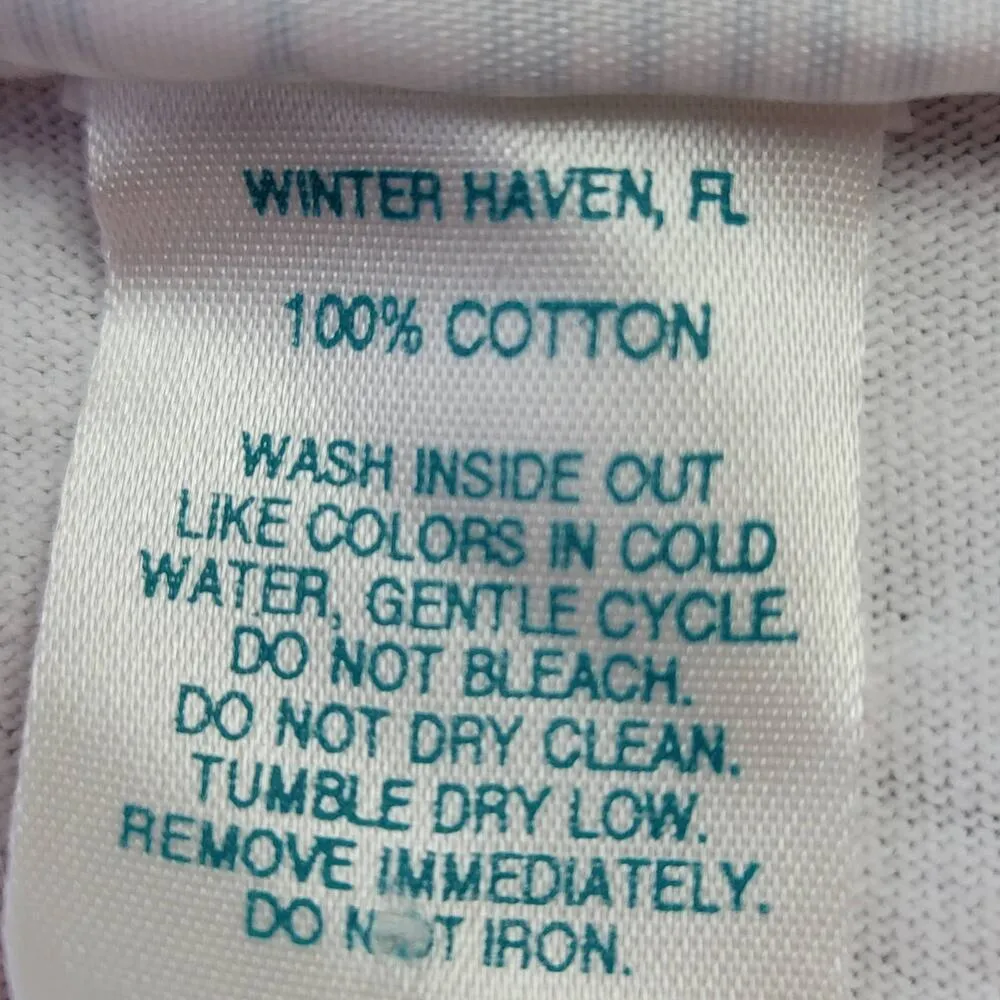 WINTER HAVEN, FL
100% COTTON
WASH INSIDE OUT
LIKE COLORS IN COLD
WATER, GENTLE CYCLE.
DO NOT BLEACH.
DO NOT DRY CLEAN.
TUMBLE DRY LOW.
REMOVE IMMEDIATELY.
DO NOT IRON.